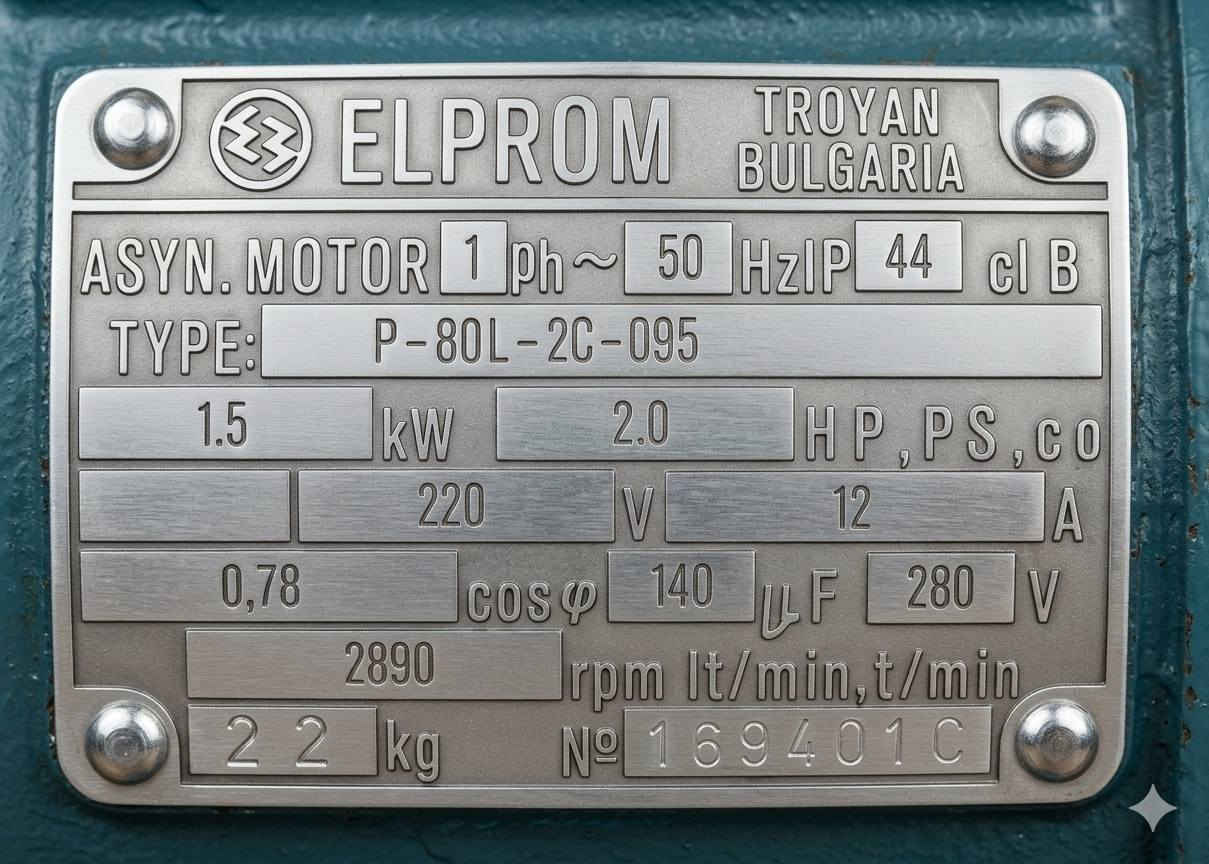 ELPROM
TROYAN
BULGARIA
ASYN. MOTOR 1 ph ~ 50 Hz IP 44 cl B
TYPE: P-80L-2C-095
1.5 kW 2.0 HP,PS,co
220 V 12 A
0,78 cosφ 140 µF 280 V
2890 rpm lt/min,t/min
22 kg Nº 169401C